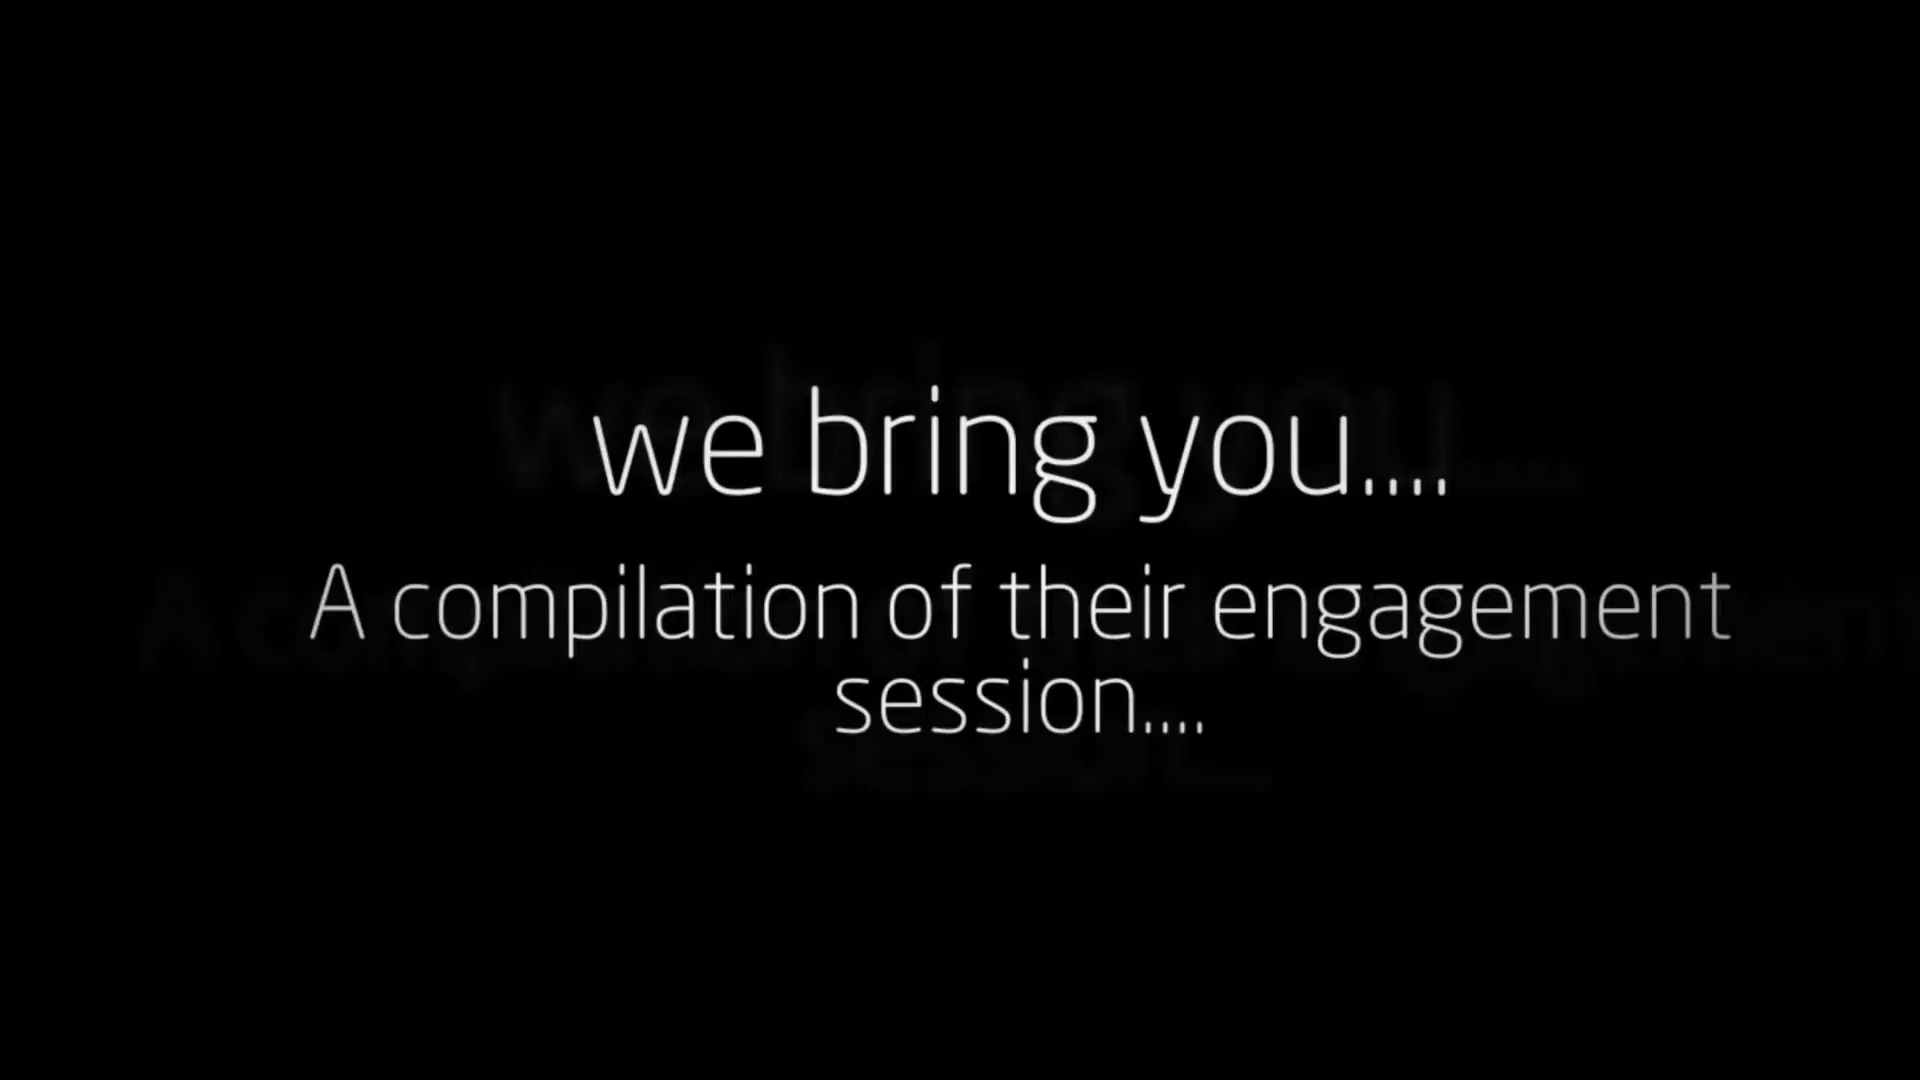 we bring you....
A compilation of their engagement
session....